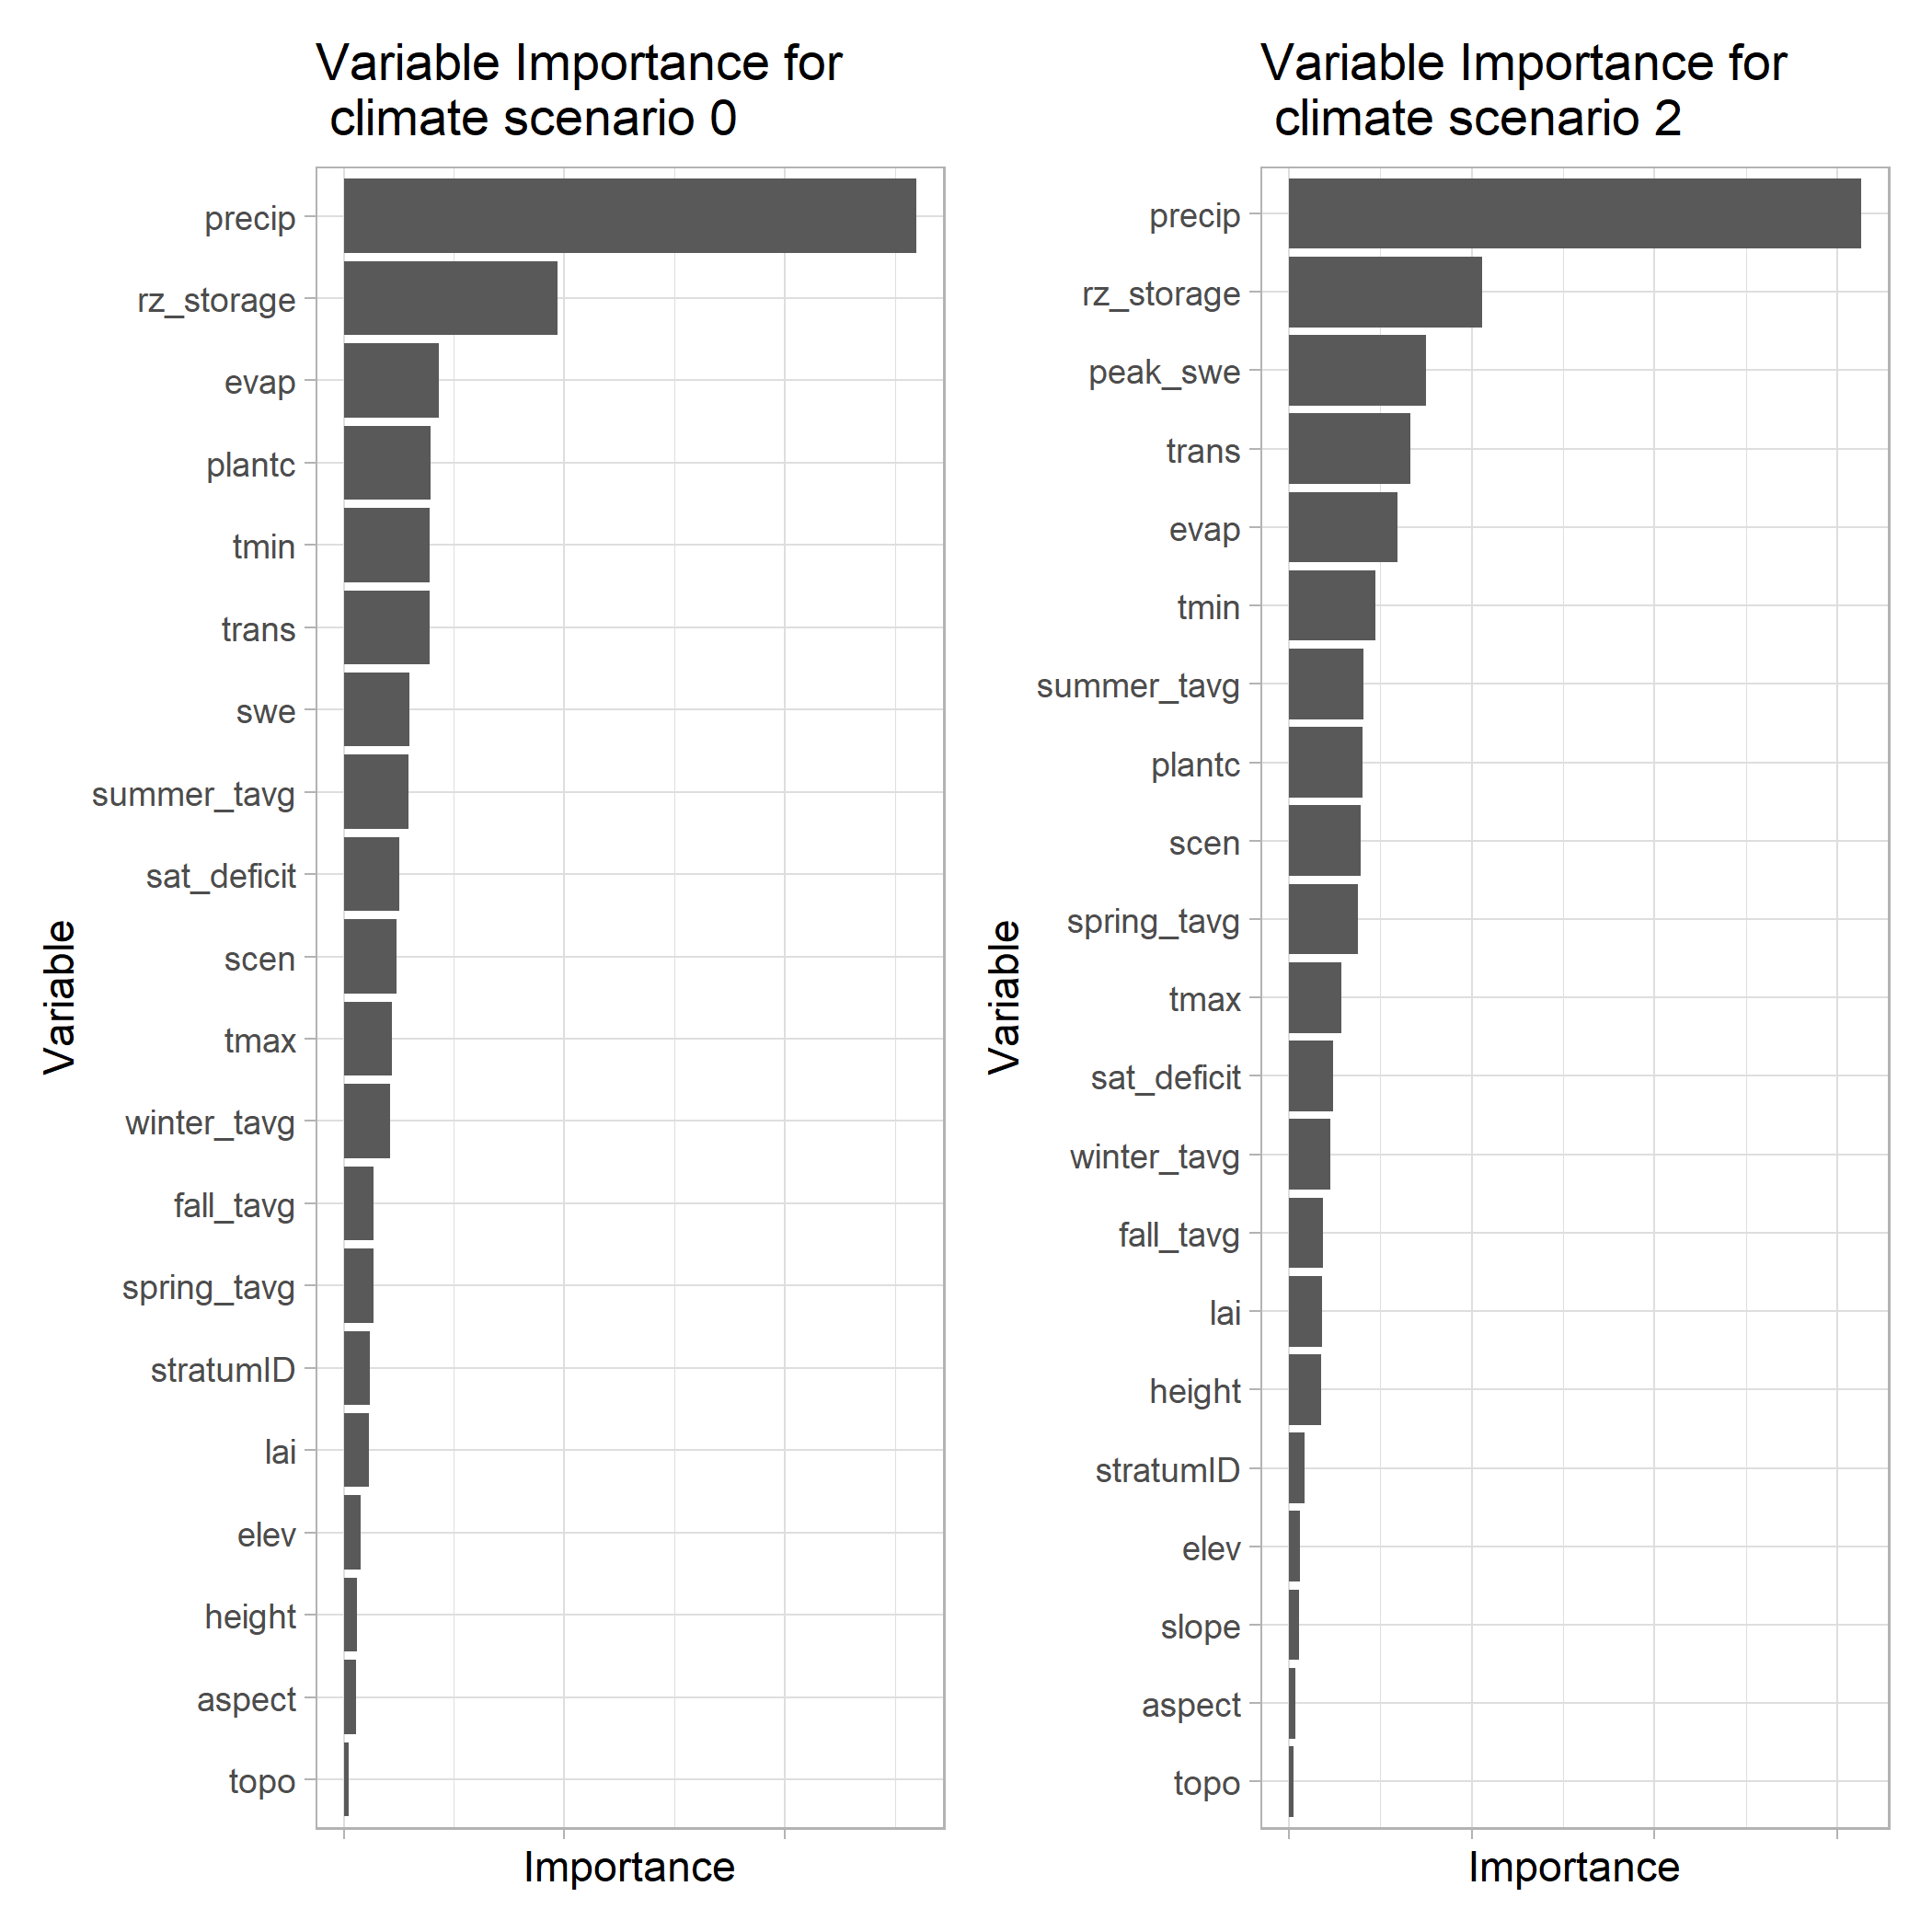 Variable Importance for
climate scenario 0
precip
rz_storage
evap
plantc
tmin
trans
swe
summer_tavg
sat_deficit
scen
tmax
winter_tavg
fall_tavg
spring_tavg
stratumID
lai
elev
height
aspect
topo
Variable
Importance
Variable Importance for
climate scenario 2
precip
rz_storage
peak_swe
trans
evap
tmin
summer_tavg
plantc
scen
spring_tavg
tmax
sat_deficit
winter_tavg
fall_tavg
lai
height
stratumID
elev
slope
aspect
topo
Variable
Importance